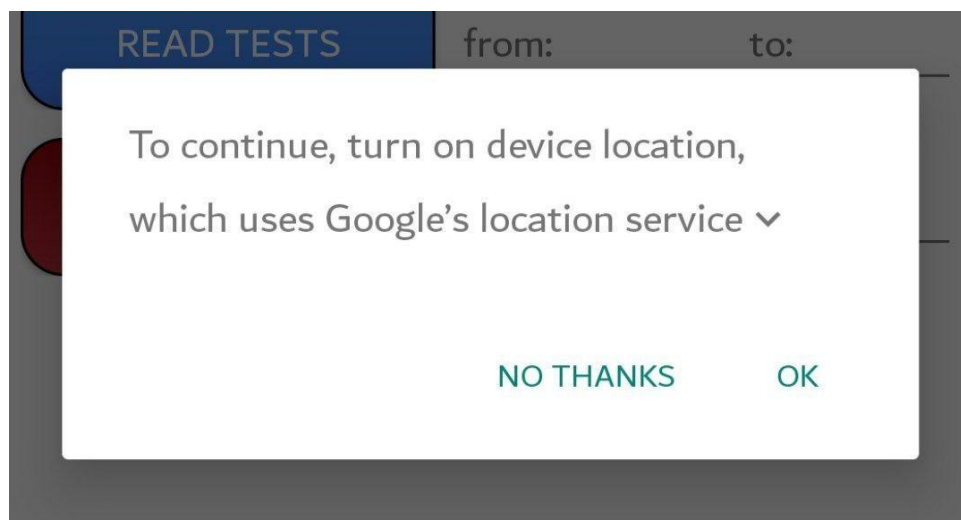 READ TESTS from: to:
To continue, turn on device location,
which uses Google's location service
NO THANKS OK